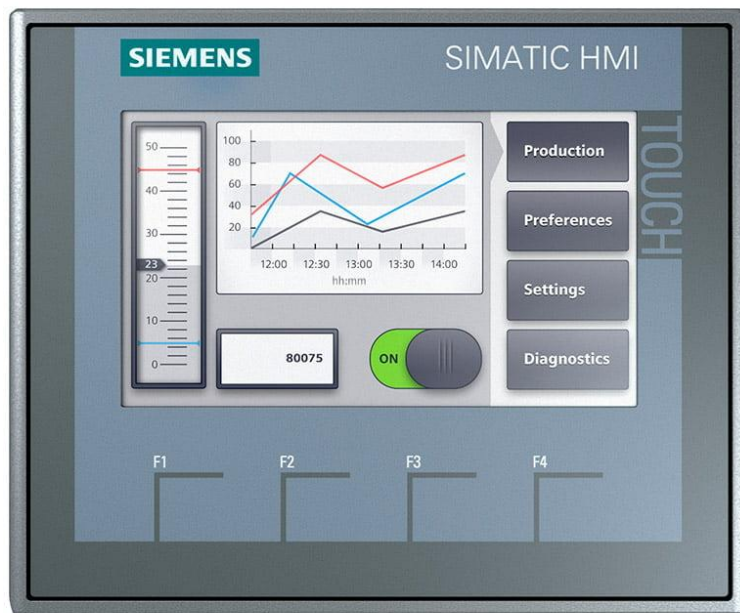 SIEMENS
SIMATIC HMI
TOUCH
50
40
30
23
20
10
0
100
80
60
40
20
12:00 12:30 13:00 13:30 14:00
hh:mm
80075
ON
Production
Preferences
Settings
Diagnostics
F1 F2 F3 F4